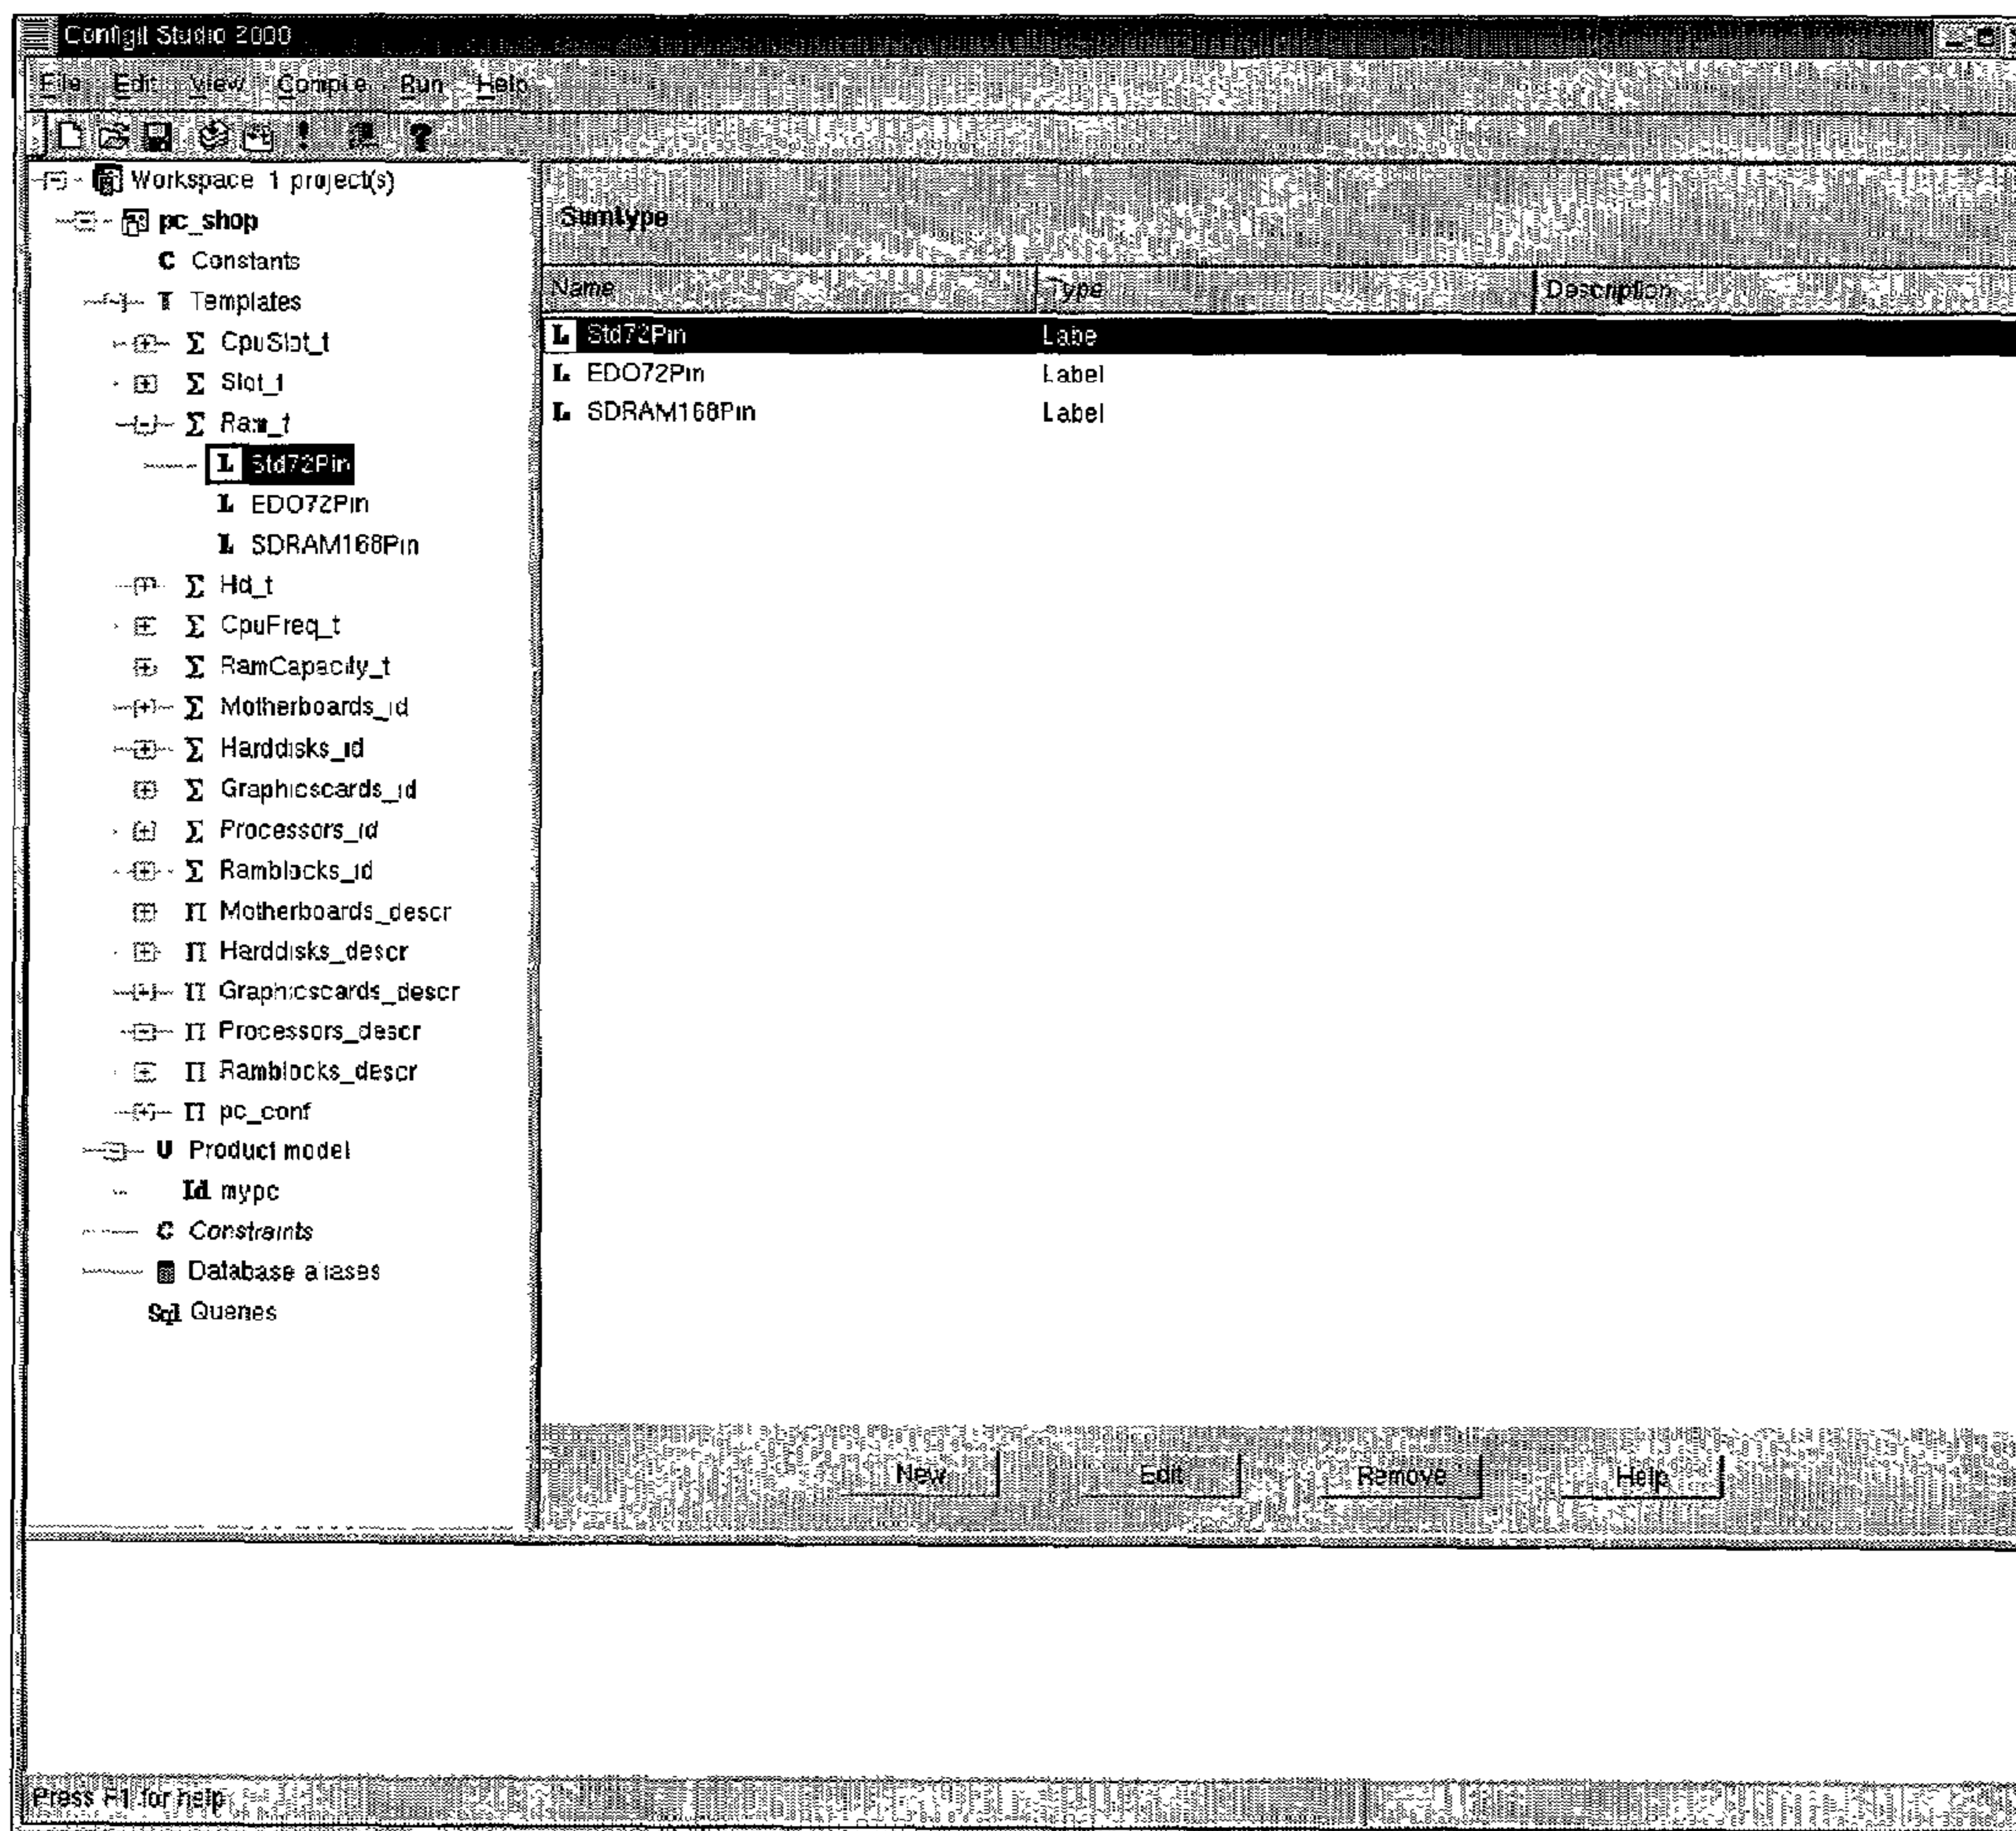 Configit Studio 2000
File Edit View Compile Run Help
Workspace 1 project(s)
pc_shop
C Constants
T Templates
Σ CpuSlot_t
Σ Slot_t
Σ Ram_t
L Std72Pin
L EDO72Pin
L SDRAM168Pin
Σ Hd_t
Σ CpuFreq_t
Σ RamCapacity_t
Σ Motherboards_id
Σ Harddisks_id
Σ Graphicscards_id
Σ Processors_id
Σ Ramblocks_id
Π Motherboards_descr
Π Harddisks_descr
Π Graphicscards_descr
Π Processors_descr
Π Ramblocks_descr
Π pc_conf
U Product model
Id mypc
C Constraints
Database aliases
Sql Queries
Sumtype
Name Type Description
L Std72Pin Label
L EDO72Pin Label
L SDRAM168Pin Label
New Edit Remove Help
Press F1 for help